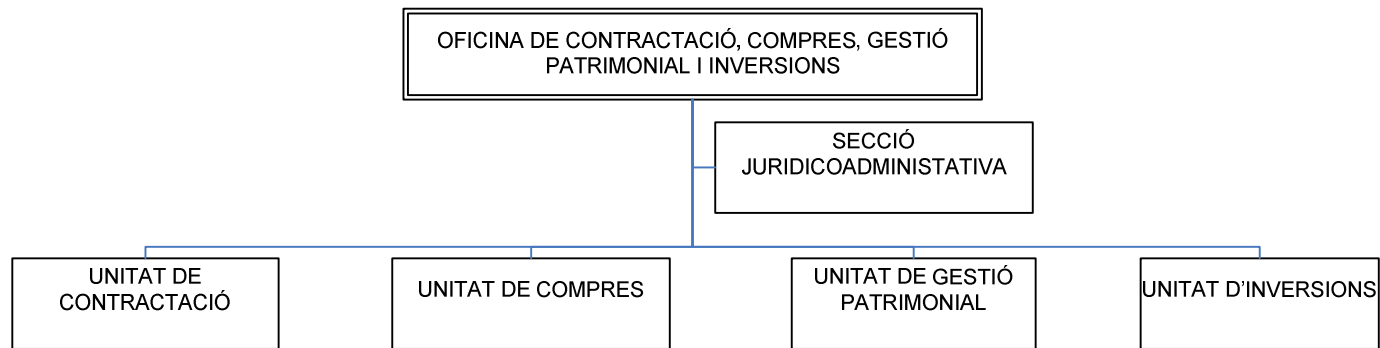 OFICINA DE CONTRACTACIÓ, COMPRES, GESTIÓ
PATRIMONIAL I INVERSIONS
SECCIÓ
JURIDICOADMINISTATIVA
UNITAT DE
CONTRACTACIÓ
UNITAT DE COMPRES
UNITAT DE GESTIÓ
PATRIMONIAL
UNITAT D'INVERSIONS